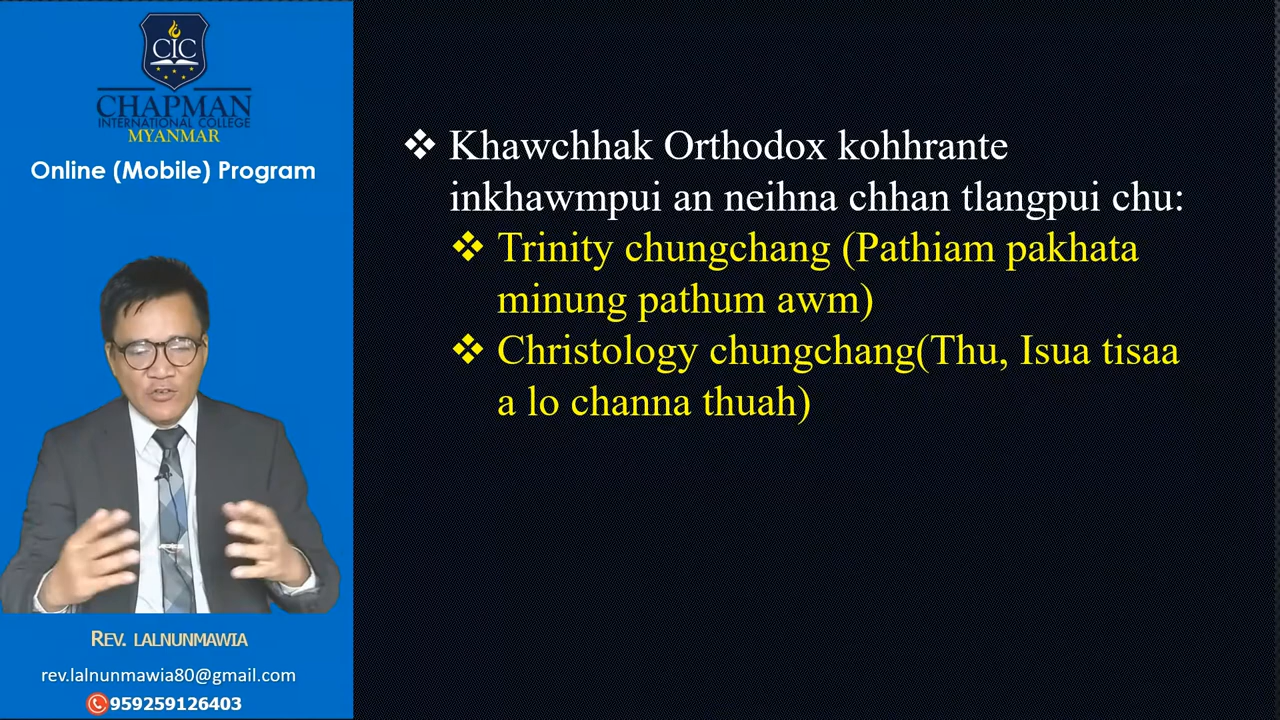 CIC
CHAPMAN
INTERNATIONAL COLLEGE
MYANMAR
Online (Mobile) Program
REV. LALNUNMAWIA
rev.lalnunmawia80@gmail.com
959259126403
❖ Khawchhak Orthodox kohhrante
inkhawmpui an neihna chhan tlangpui chu:
❖ Trinity chungchang (Pathiam pakhata
minung pathum awm)
❖ Christology chungchang(Thu, Isua tisaa
a lo channa thuah)